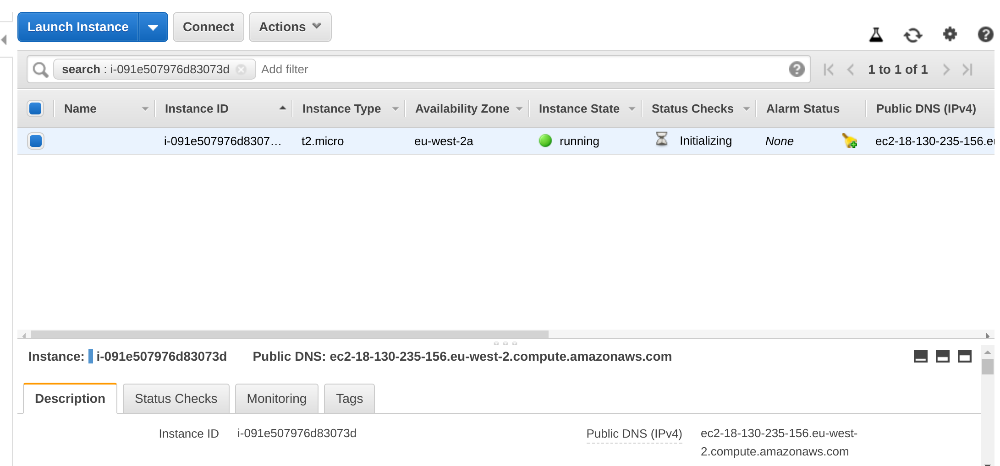 Launch Instance Connect Actions
search : i-091e507976d83073d Add filter 1 to 1 of 1
Name Instance ID Instance Type Availability Zone Instance State Status Checks Alarm Status Public DNS (IPv4)
i-091e507976d8307… t2.micro eu-west-2a running Initializing None ec2-18-130-235-156.eu
Instance: i-091e507976d83073d Public DNS: ec2-18-130-235-156.eu-west-2.compute.amazonaws.com
Description Status Checks Monitoring Tags
Instance ID i-091e507976d83073d Public DNS (IPv4) ec2-18-130-235-156.eu-west-
2.compute.amazonaws.com